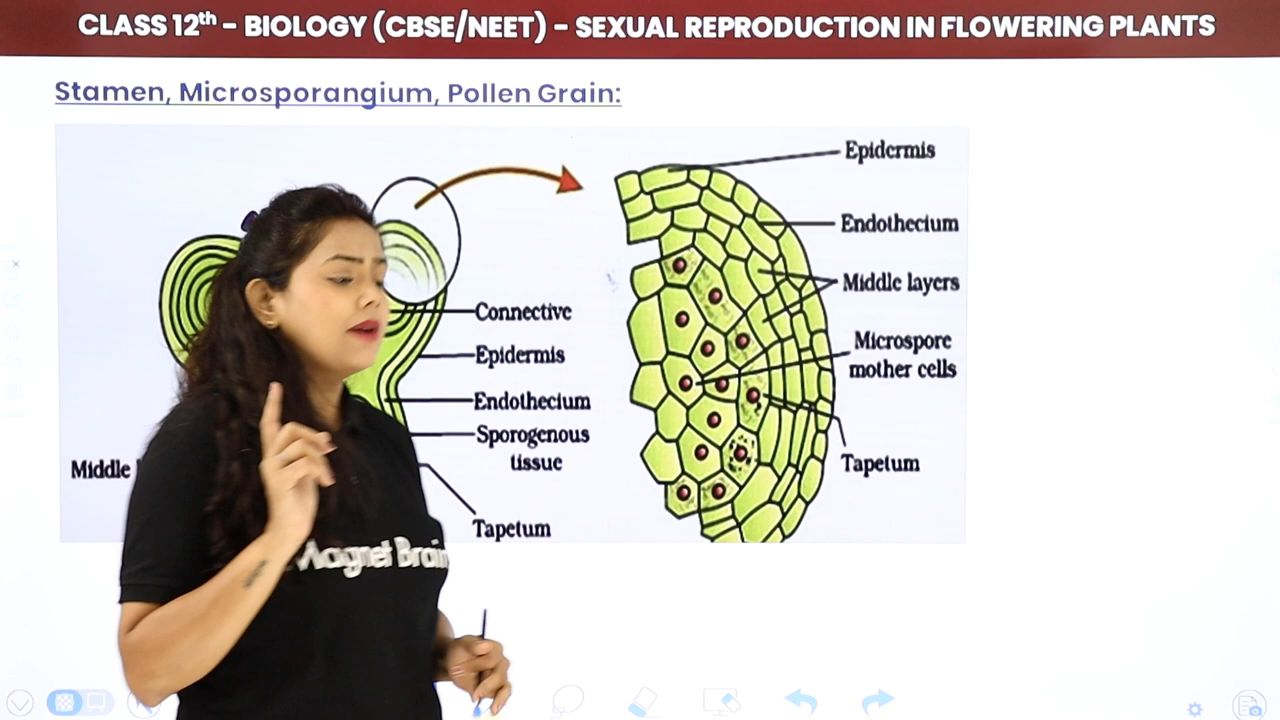 CLASS 12th – BIOLOGY (CBSE/NEET) – SEXUAL REPRODUCTION IN FLOWERING PLANTS
Stamen, Microsporangium, Pollen Grain:
Epidermis
Endothecium
Middle layers
Microspore
mother cells
Tapetum
Connective
Epidermis
Endothecium
Sporogenous
tissue
Tapetum
Middle
Magnet Brain